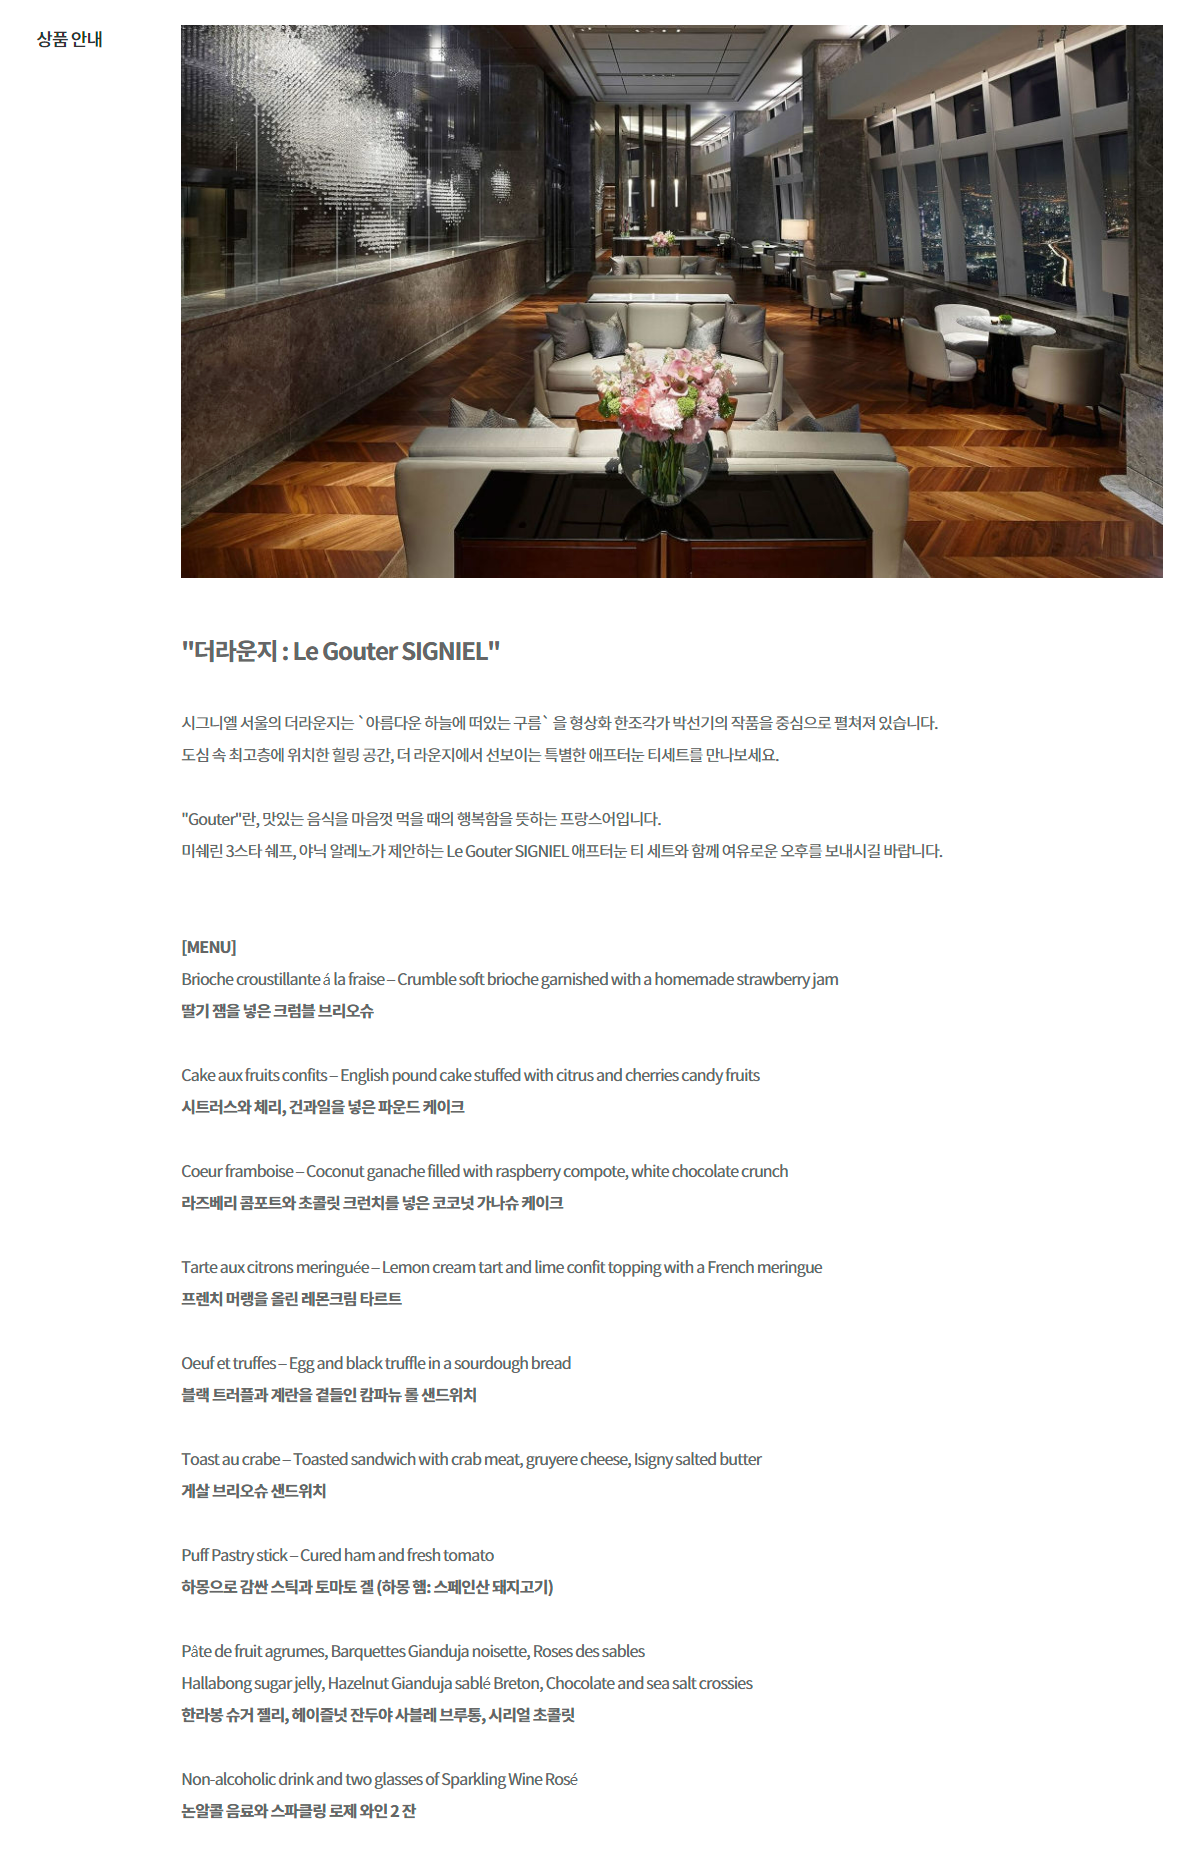 상품 안내
"더라운지 : Le Gouter SIGNIEL"
시그니엘 서울의 더라운지는 `아름다운 하늘에 떠있는 구름` 을 형상화 한조각가 박선기의 작품을 중심으로 펼쳐져 있습니다.
도심 속 최고층에 위치한 힐링 공간, 더 라운지에서 선보이는 특별한 애프터눈 티세트를 만나보세요.
"Gouter"란, 맛있는 음식을 마음껏 먹을 때의 행복함을 뜻하는 프랑스어입니다.
미쉐린 3스타 쉐프, 야닉 알레노가 제안하는 Le Gouter SIGNIEL 애프터눈 티 세트와 함께 여유로운 오후를 보내시길 바랍니다.
[MENU]
Brioche croustillante á la fraise – Crumble soft brioche garnished with a homemade strawberry jam
딸기 잼을 넣은 크럼블 브리오슈
Cake aux fruits confits – English pound cake stuffed with citrus and cherries candy fruits
시트러스와 체리, 건과일을 넣은 파운드 케이크
Coeur framboise – Coconut ganache filled with raspberry compote, white chocolate crunch
라즈베리 콤포트와 초콜릿 크런치를 넣은 코코넛 가나슈 케이크
Tarte aux citrons meringuée – Lemon cream tart and lime confit topping with a French meringue
프렌치 머랭을 올린 레몬크림 타르트
Oeuf et truffes – Egg and black truffle in a sourdough bread
블랙 트러플과 계란을 곁들인 캄파뉴 롤 샌드위치
Toast au crabe – Toasted sandwich with crab meat, gruyere cheese, Isigny salted butter
게살 브리오슈 샌드위치
Puff Pastry stick – Cured ham and fresh tomato
하몽으로 감싼 스틱과 토마토 겔 (하몽 햄: 스페인산 돼지고기)
Pâte de fruit agrumes, Barquettes Gianduja noisette, Roses des sables
Hallabong sugar jelly, Hazelnut Gianduja sablé Breton, Chocolate and sea salt crossies
한라봉 슈거 젤리, 헤이즐넛 잔두야 사블레 브루통, 시리얼 초콜릿
Non-alcoholic drink and two glasses of Sparkling Wine Rosé
논알콜 음료와 스파클링 로제 와인 2 잔